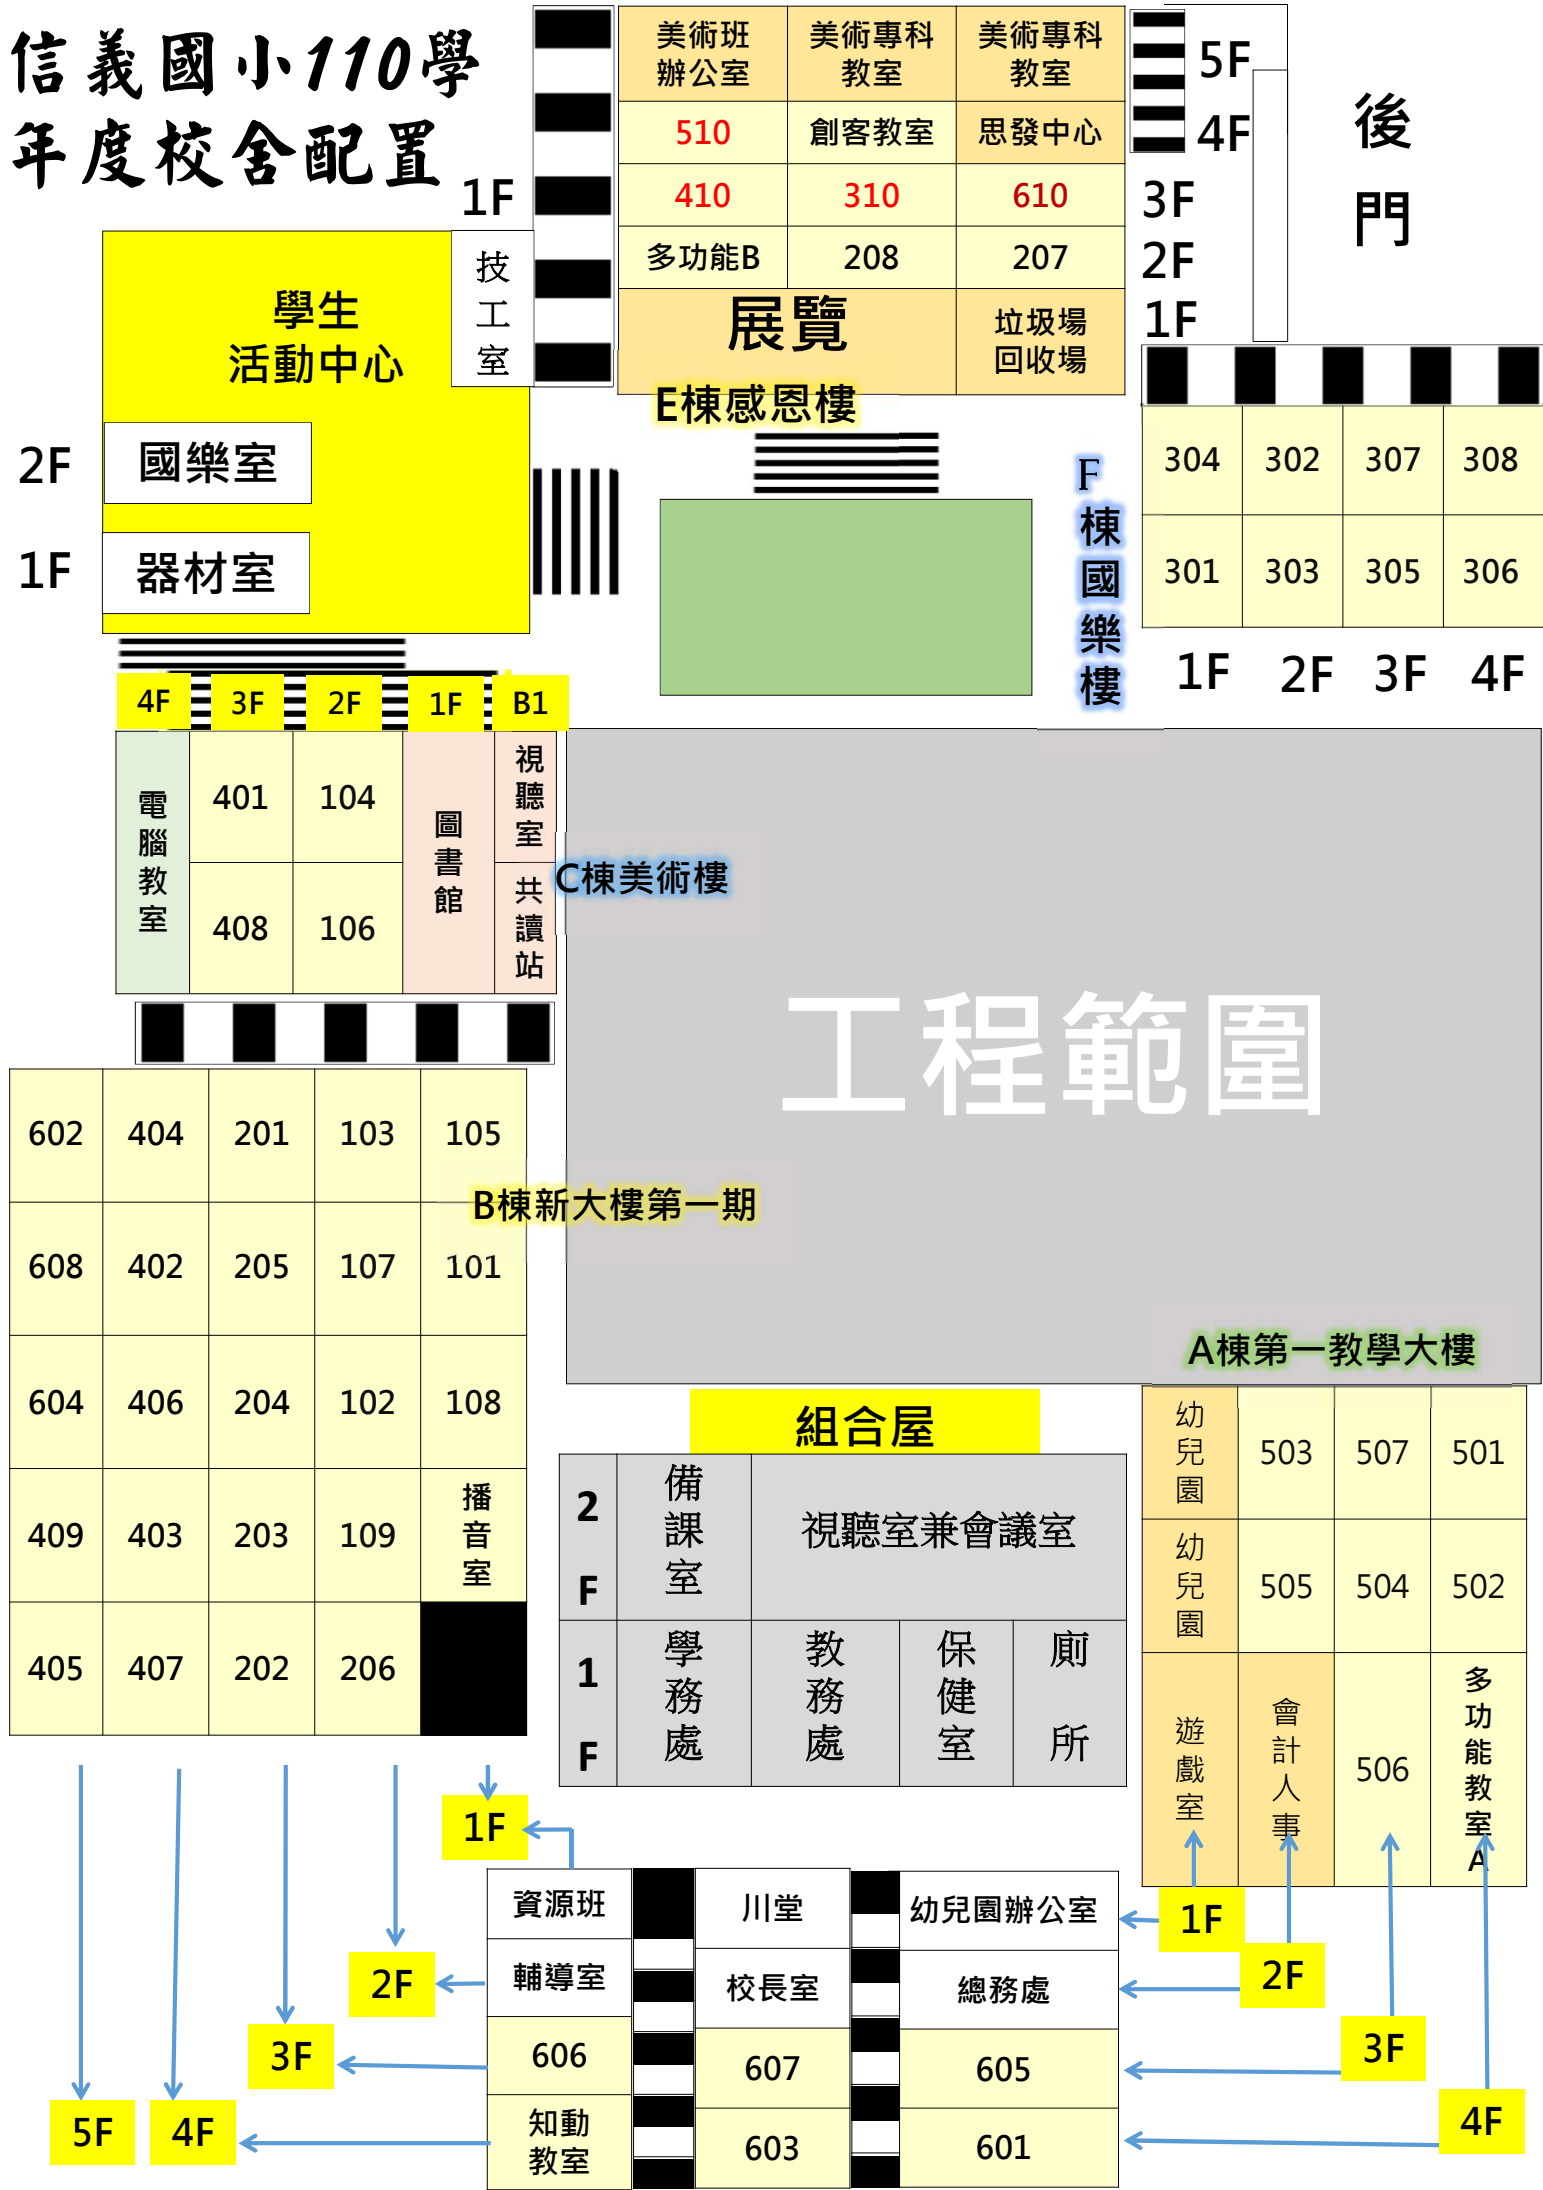 信義國小110學
年度校舍配置
1F
技工室
美術班
辦公室
美術專科
教室
美術專科
教室
5F
510
創客教室
思發中心
4F
410
310
610
3F
多功能B
208
207
2F
展覽
垃圾場
回收場
1F
E棟感恩樓
後門
學生
活動中心
2F
國樂室
1F
器材室
F棟國樂樓
304
302
307
308
301
303
305
306
1F
2F
3F
4F
4F
3F
2F
1F
B1
電腦教室
401
104
圖書館
視聽室
408
106
共讀站
C棟美術樓
工程範圍
602
404
201
103
105
B棟新大樓第一期
608
402
205
107
101
604
406
204
102
108
409
403
203
109
播音室
405
407
202
206
A棟第一教學大樓
組合屋
2F
備課室
視聽室兼會議室
1F
學務處
教務處
保健室
廁所
幼兒園
503
507
501
幼兒園
505
504
502
遊戲室
會計人事
506
多功能教室A
1F
資源班
川堂
幼兒園辦公室
1F
2F
輔導室
校長室
總務處
2F
3F
606
607
605
3F
5F
4F
知動
教室
603
601
4F